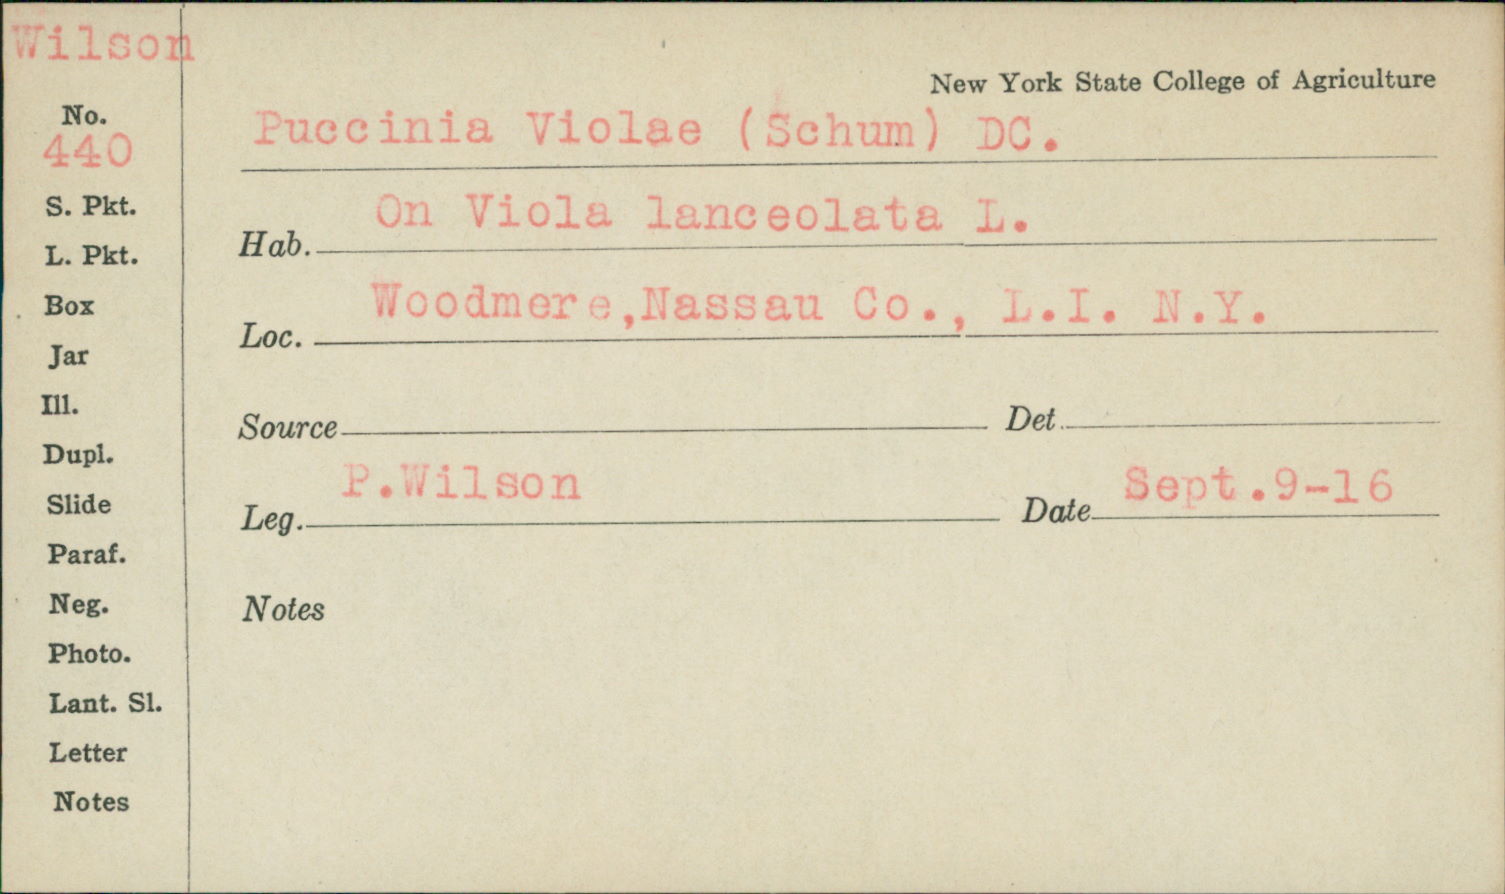 Wilson
No.
440
S. Pkt.
L. Pkt.
Box
Jar
Ill.
Dupl.
Slide
Paraf.
Neg.
Photo.
Lant. Sl.
Letter
Notes
New York State College of Agriculture
Puccinia Violae (Schum) DC.
Hab. On Viola lanceolata L.
Loc. Woodmere,Nassau Co., L.I. N.Y.
Source Det.
Leg. P.Wilson Date Sept.9-16
Notes